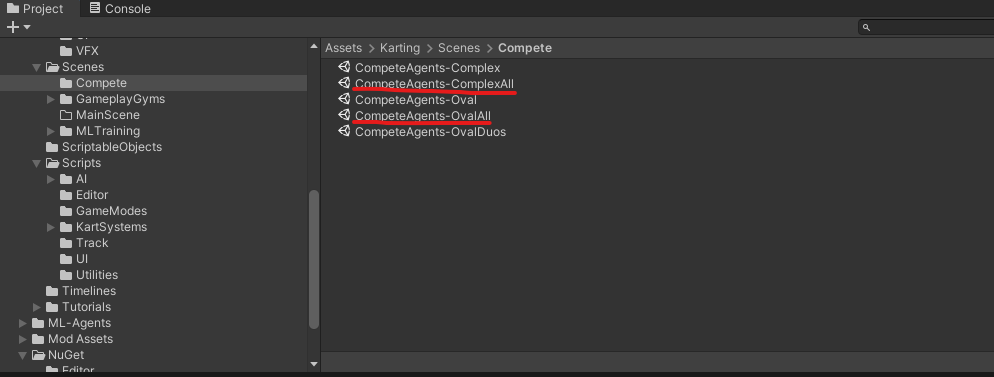 Project
Console
Assets > Karting > Scenes > Compete
VFX
Scenes
Compete
GameplayGyms
MainScene
MLTraining
ScriptableObjects
Scripts
AI
Editor
GameModes
KartSystems
Track
UI
Utilities
Timelines
Tutorials
ML-Agents
Mod Assets
NuGet
Editor
CompeteAgents-Complex
CompeteAgents-ComplexAll
CompeteAgents-Oval
CompeteAgents-OvalAll
CompeteAgents-OvalDuos